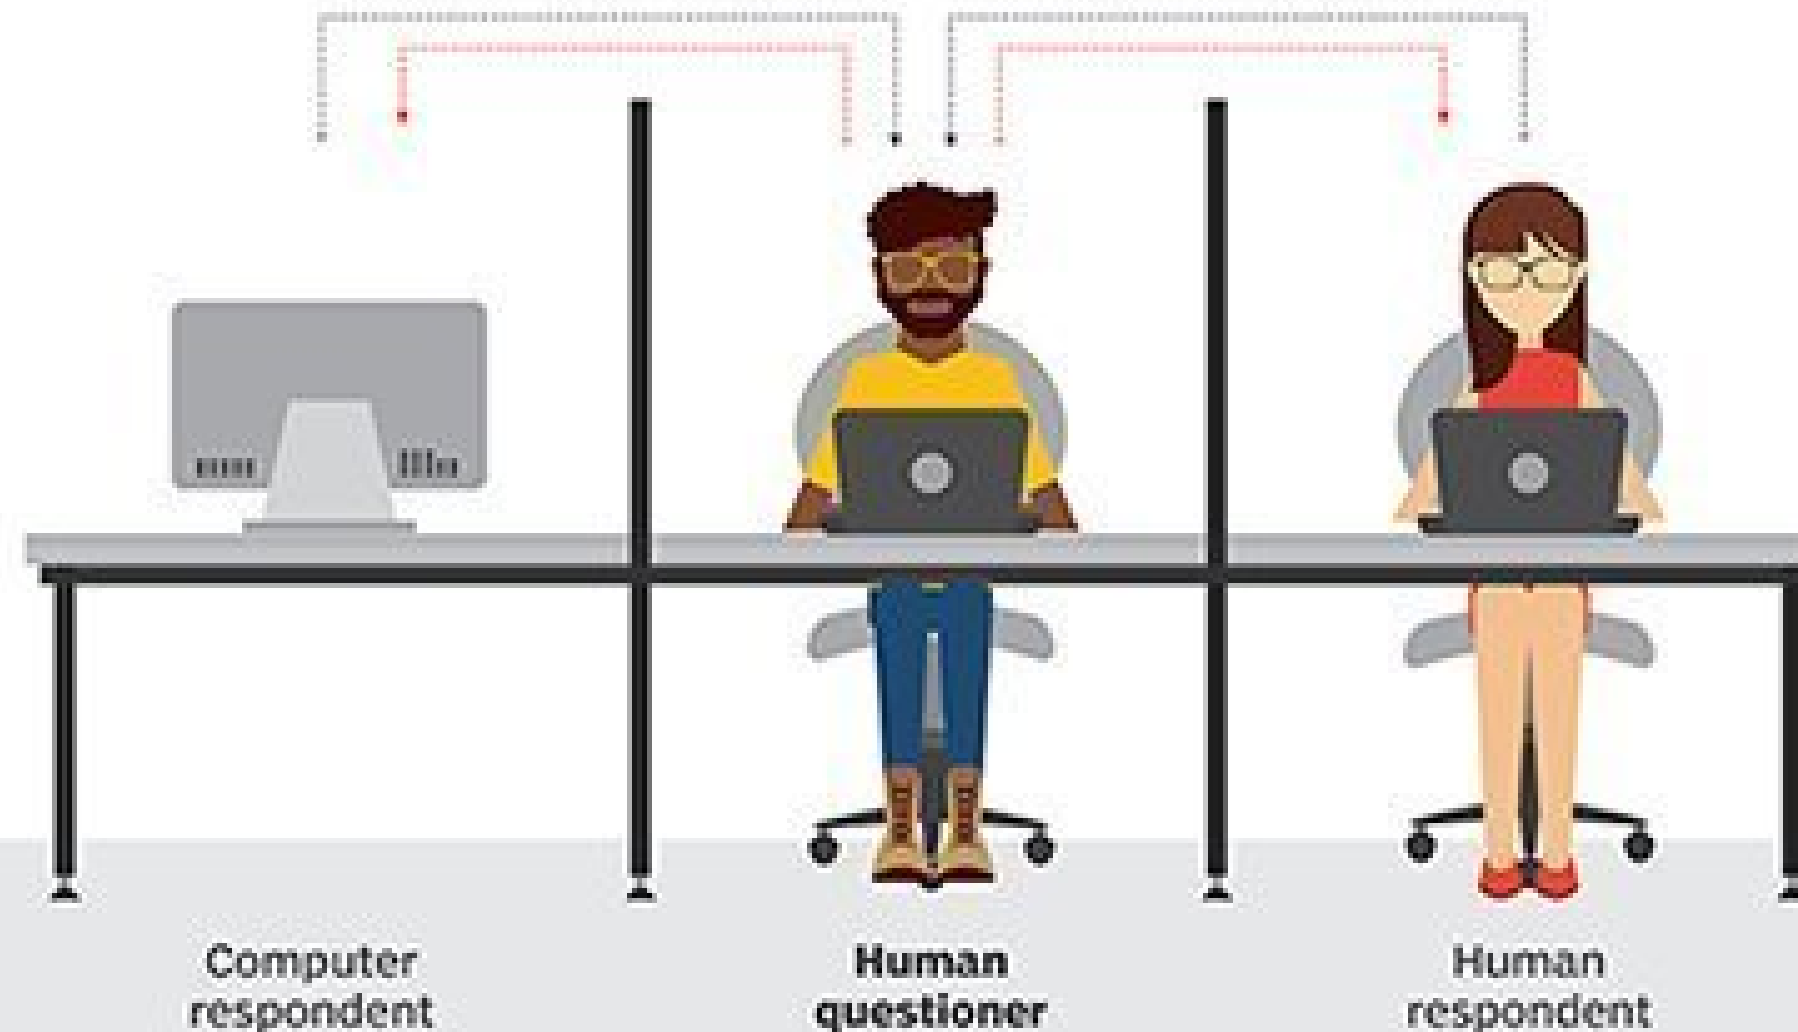 Computer
respondent
Human
questioner
Human
respondent